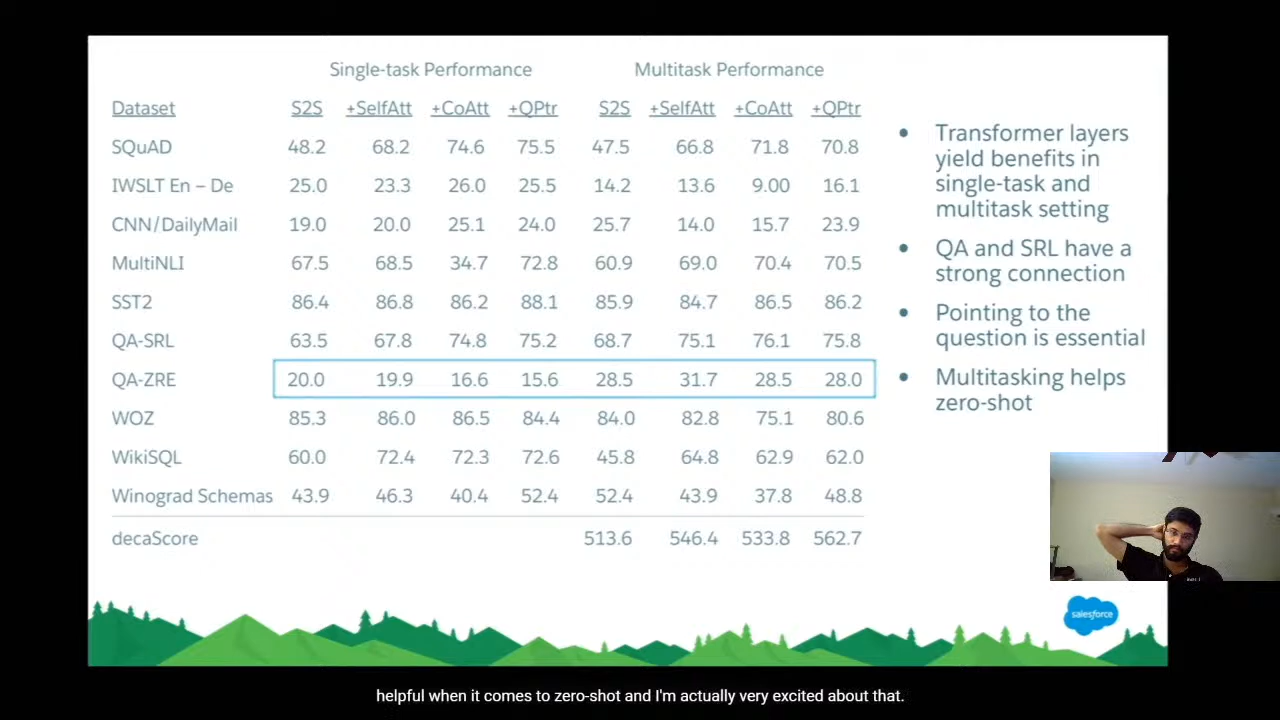 Single-task Performance Multitask Performance
Dataset S2S +SelfAtt +CoAtt +QPtr S2S +SelfAtt +CoAtt +QPtr
SQuAD 48.2 68.2 74.6 75.5 47.5 66.8 71.8 70.8
IWSLT En – De 25.0 23.3 26.0 25.5 14.2 13.6 9.00 16.1
CNN/DailyMail 19.0 20.0 25.1 24.0 25.7 14.0 15.7 23.9
MultiNLI 67.5 68.5 34.7 72.8 60.9 69.0 70.4 70.5
SST2 86.4 86.8 86.2 88.1 85.9 84.7 86.5 86.2
QA-SRL 63.5 67.8 74.8 75.2 68.7 75.1 76.1 75.8
QA-ZRE 20.0 19.9 16.6 15.6 28.5 31.7 28.5 28.0
WOZ 85.3 86.0 86.5 84.4 84.0 82.8 75.1 80.6
WikiSQL 60.0 72.4 72.3 72.6 45.8 64.8 62.9 62.0
Winograd Schemas 43.9 46.3 40.4 52.4 52.4 43.9 37.8 48.8
decaScore 513.6 546.4 533.8 562.7
• Transformer layers
yield benefits in
single-task and
multitask setting
• QA and SRL have a
strong connection
• Pointing to the
question is essential
• Multitasking helps
zero-shot
salesforce
helpful when it comes to zero-shot and I'm actually very excited about that.